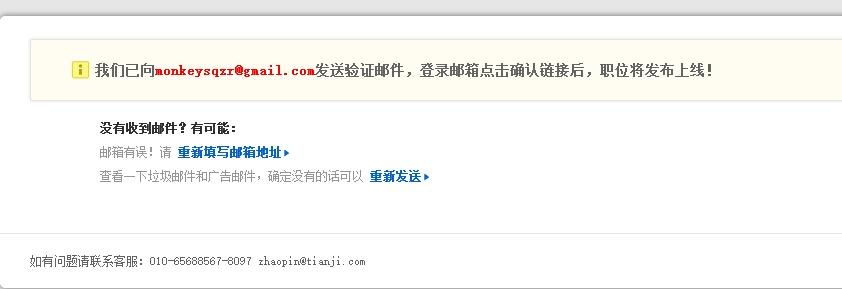 我们已向monkeysqzr@gmail.com发送验证邮件，登录邮箱点击确认链接后，职位将发布上线！
没有收到邮件？有可能：
邮箱有误！请 重新填写邮箱地址
查看一下垃圾邮件和广告邮件，确定没有的话可以 重新发送
如有问题请联系客服：010-65688567-8097 zhaopin@tianji.com